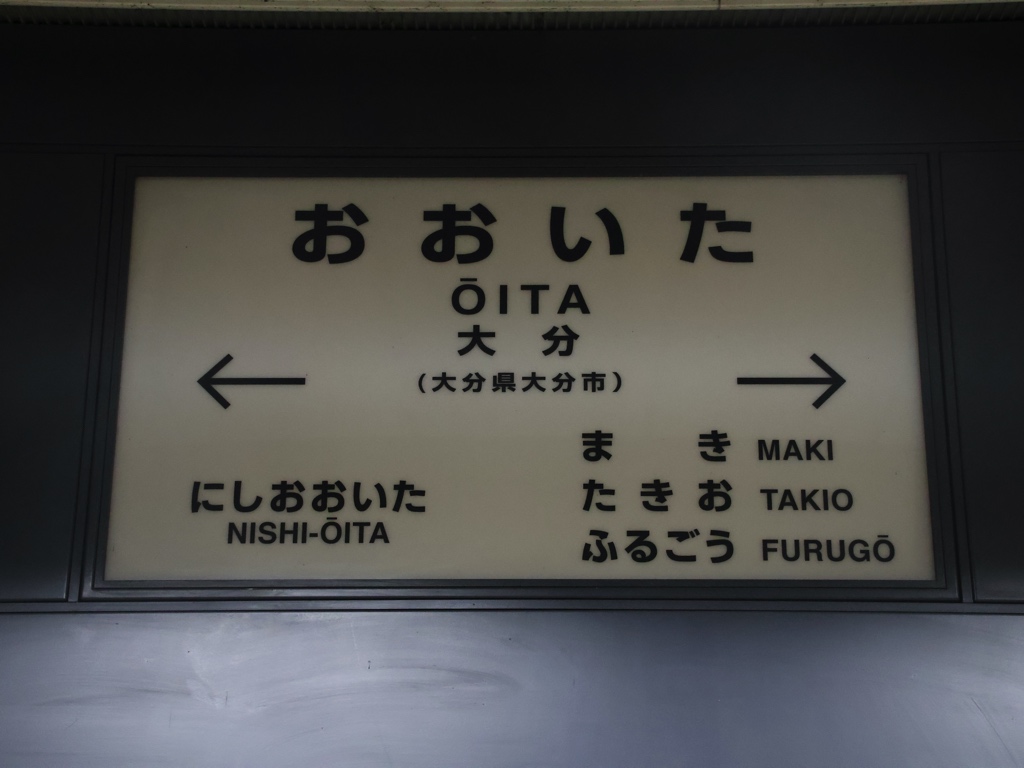 おおいた
ŌITA
大分
(大分県大分市)
にしおおいた
NISHI-ŌITA
まき MAKI
たきお TAKIO
ふるごう FURUGŌ